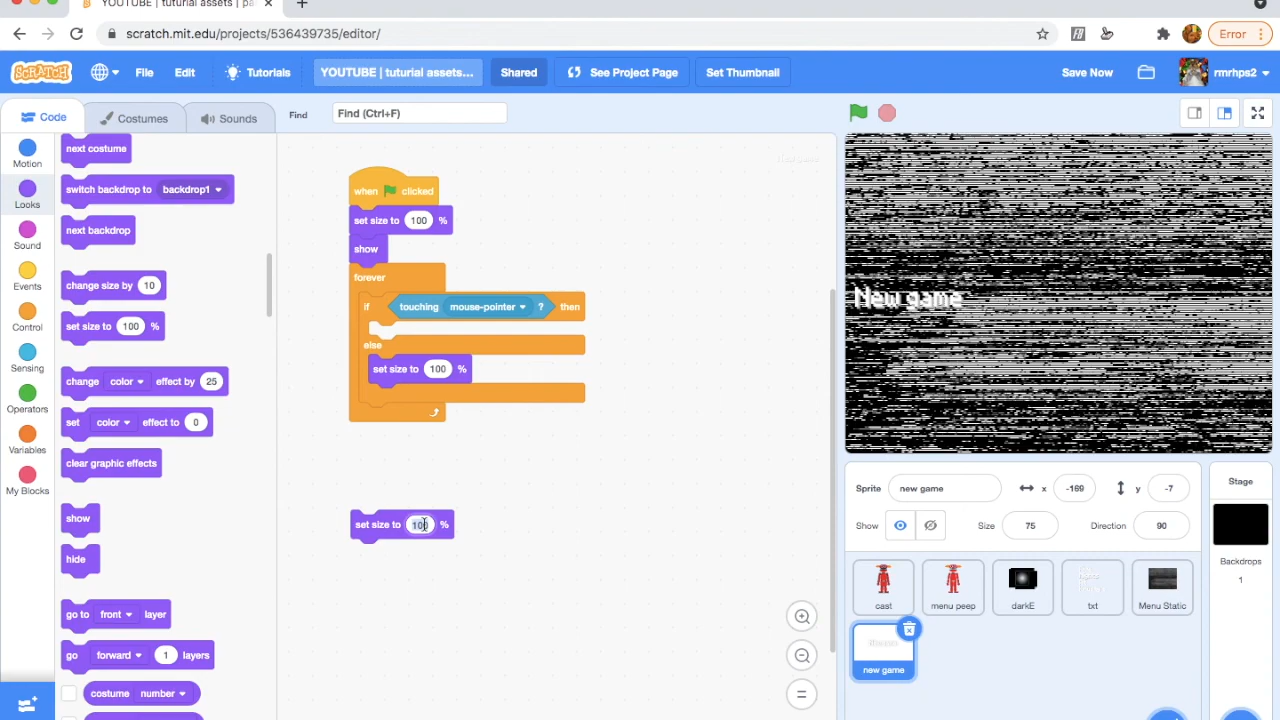 YOUTUBE | tuturial assets | pa
scratch.mit.edu/projects/536439735/editor/
Error
SCRATCH
File
Edit
Tutorials
YOUTUBE | tuturial assets...
Shared
See Project Page
Set Thumbnail
Save Now
rmrhps2
Code
Costumes
Sounds
Find
Find (Ctrl+F)
Motion
Looks
Sound
Events
Control
Sensing
Operators
Variables
My Blocks
next costume
switch backdrop to backdrop1
next backdrop
change size by 10
set size to 100 %
change color effect by 25
set color effect to 0
clear graphic effects
show
hide
go to front layer
go forward 1 layers
costume number
when clicked
set size to 100 %
show
forever
if touching mouse-pointer ? then
else
set size to 100 %
set size to 100 %
New game
Sprite
new game
x
-169
y
-7
Show
Size
75
Direction
90
cast
menu peep
darkE
txt
Menu Static
new game
Stage
Backdrops
1